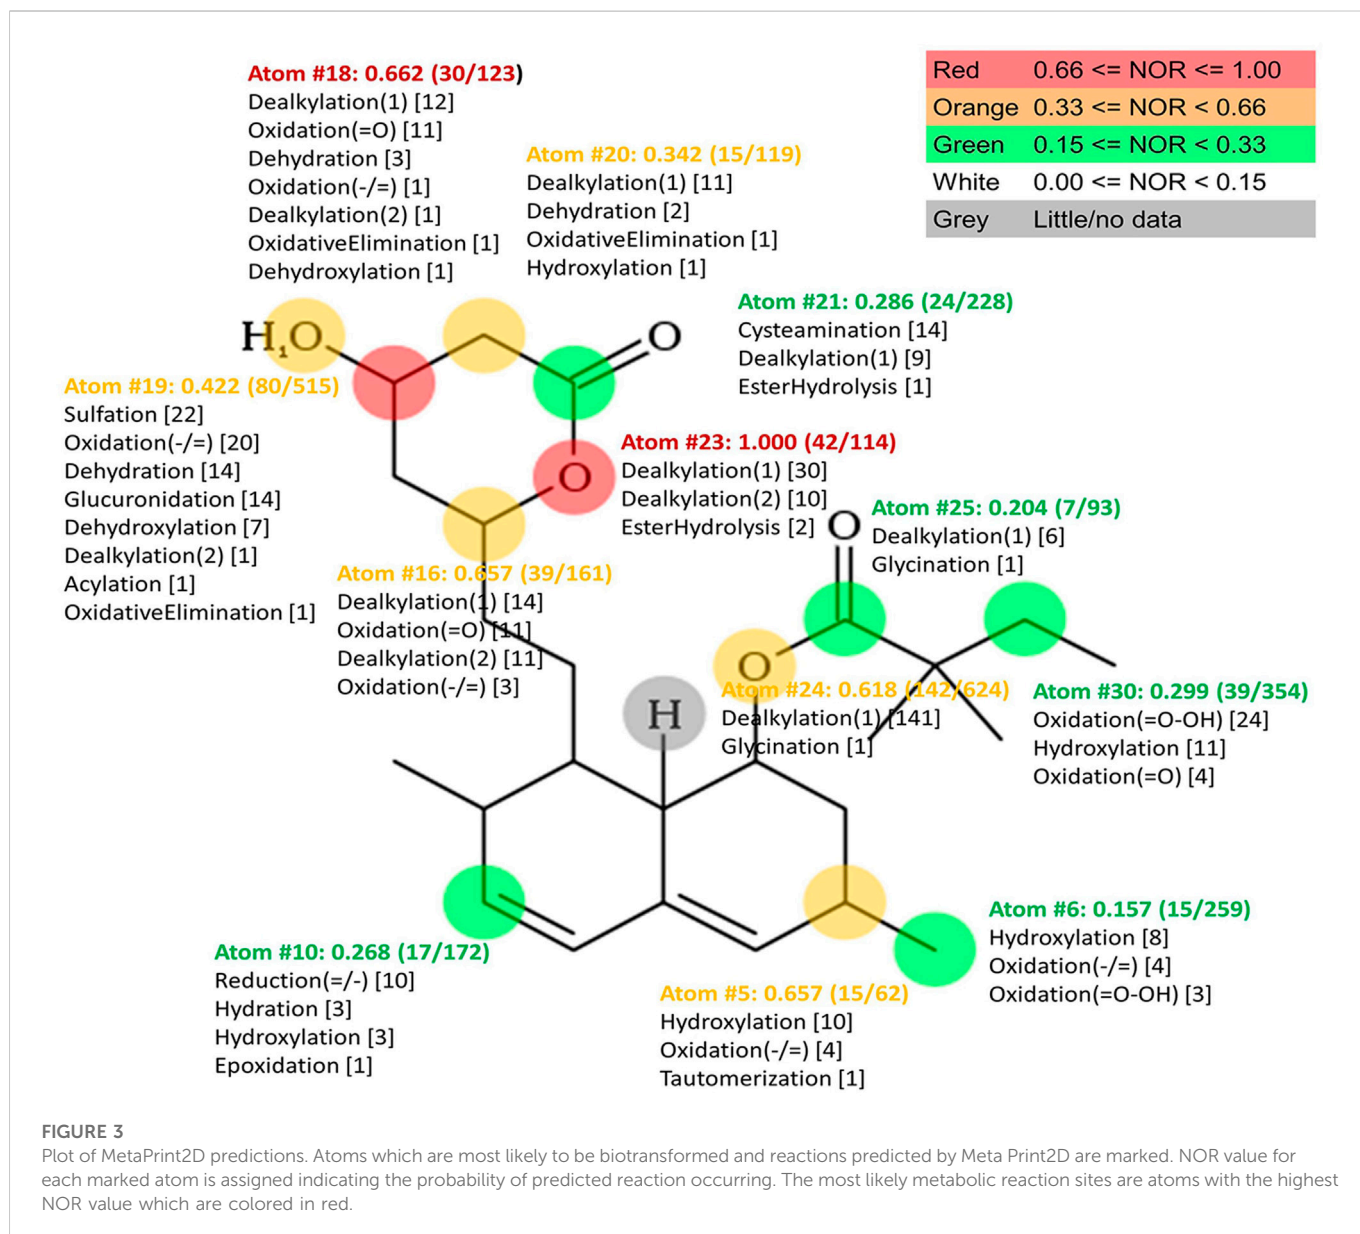 Atom #18: 0.662 (30/123)
Dealkylation(1) [12]
Oxidation(=O) [11]
Dehydration [3]
Oxidation(-/=) [1]
Dealkylation(2) [1]
OxidativeElimination [1]
Dehydroxylation [1]
Atom #20: 0.342 (15/119)
Dealkylation(1) [11]
Dehydration [2]
OxidativeElimination [1]
Hydroxylation [1]
Red 0.66 <= NOR <= 1.00
Orange 0.33 <= NOR < 0.66
Green 0.15 <= NOR < 0.33
White 0.00 <= NOR < 0.15
Grey Little/no data
Atom #21: 0.286 (24/228)
Cysteamination [14]
Dealkylation(1) [9]
EsterHydrolysis [1]
H₁O
O
Atom #19: 0.422 (80/515)
Sulfation [22]
Oxidation(-/=) [20]
Dehydration [14]
Glucuronidation [14]
Dehydroxylation [7]
Dealkylation(2) [1]
Acylation [1]
OxidativeElimination [1]
O
Atom #23: 1.000 (42/114)
Dealkylation(1) [30]
Dealkylation(2) [10]
EsterHydrolysis [2]
O
Atom #25: 0.204 (7/93)
Dealkylation(1) [6]
Glycination [1]
Atom #16: 0.657 (39/161)
Dealkylation(1) [14]
Oxidation(=O) [11]
Dealkylation(2) [11]
Oxidation(-/=) [3]
H
O
Atom #24: 0.618 (142/624)
Dealkylation(1) [141]
Glycination [1]
Atom #30: 0.299 (39/354)
Oxidation(=O-OH) [24]
Hydroxylation [11]
Oxidation(=O) [4]
Atom #6: 0.157 (15/259)
Hydroxylation [8]
Oxidation(-/=) [4]
Oxidation(=O-OH) [3]
Atom #10: 0.268 (17/172)
Reduction(=/-) [10]
Hydration [3]
Hydroxylation [3]
Epoxidation [1]
Atom #5: 0.657 (15/62)
Hydroxylation [10]
Oxidation(-/=) [4]
Tautomerization [1]
FIGURE 3
Plot of MetaPrint2D predictions. Atoms which are most likely to be biotransformed and reactions predicted by Meta Print2D are marked. NOR value for
each marked atom is assigned indicating the probability of predicted reaction occurring. The most likely metabolic reaction sites are atoms with the highest
NOR value which are colored in red.